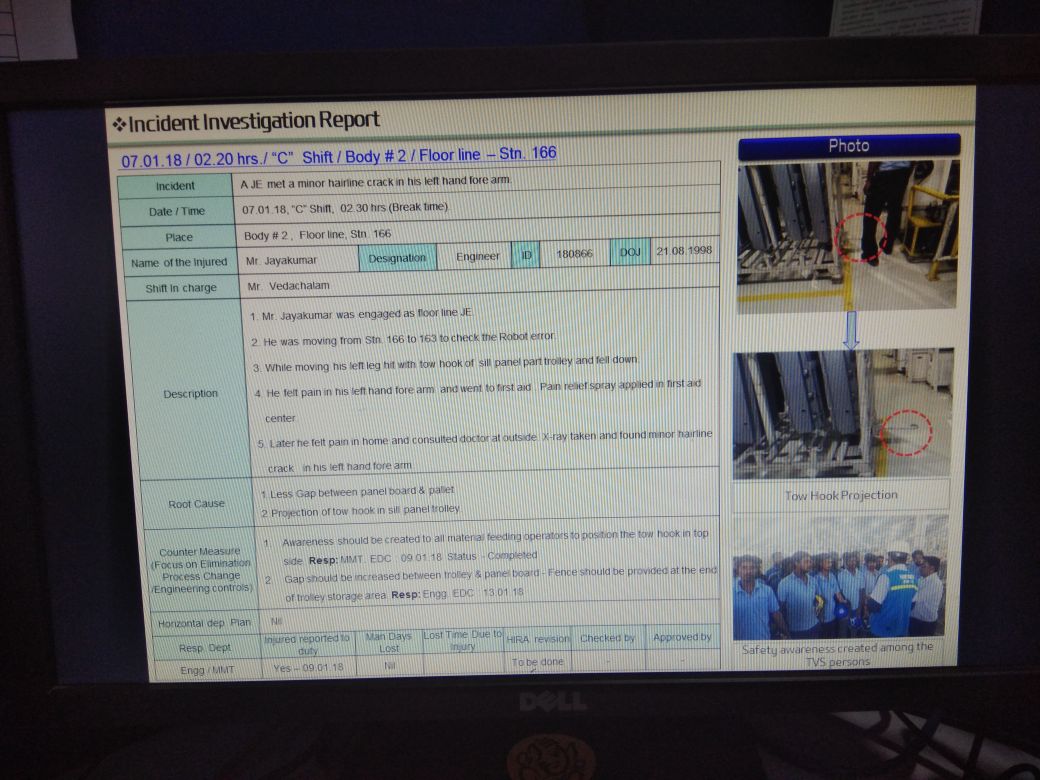 ❖Incident Investigation Report
07.01.18 / 02.20 hrs./ "C" Shift / Body # 2 / Floor line – Stn. 166
Photo
Incident
A JE met a minor hairline crack in his left hand fore arm.
Date / Time
07.01.18, "C" Shift, 02.30 hrs (Break time).
Place
Body # 2 , Floor line, Stn. 166
Name of the Injured
Mr. Jayakumar
Designation
Engineer
ID
180866
DOJ
21.08.1998
Shift In charge
Mr. Vedachalam
Description
1. Mr. Jayakumar was engaged as floor line JE.
2. He was moving from Stn. 166 to 163 to check the Robot error.
3. While moving his left leg hit with tow hook of sill panel part trolley and fell down.
4. He felt pain in his left hand fore arm and went to first aid . Pain relief spray applied in first aid
center.
5. Later he felt pain in home and consulted doctor at outside. X-ray taken and found minor hairline
crack in his left hand fore arm
Root Cause
1. Less Gap between panel board & pallet
2. Projection of tow hook in sill panel trolley
Tow Hook Projection
Counter Measure
(Focus on Elimination
Process Change
/Engineering controls)
1. Awareness should be created to all material feeding operators to position the tow hook in top
side. Resp: MMT. EDC : 09.01.18 Status - Completed
2. Gap should be increased between trolley & panel board - Fence should be provided at the end
of trolley storage area. Resp: Engg. EDC : 13.01.18
Horizontal dep. Plan
Nil
Resp. Dept
Injured reported to
duty
Man Days
Lost
Lost Time Due to
Injury
HIRA revision
Checked by
Approved by
Engg / MMT
Yes – 09.01.18
Nil
To be done
-
-
Safety awareness created among the
TVS persons
DELL